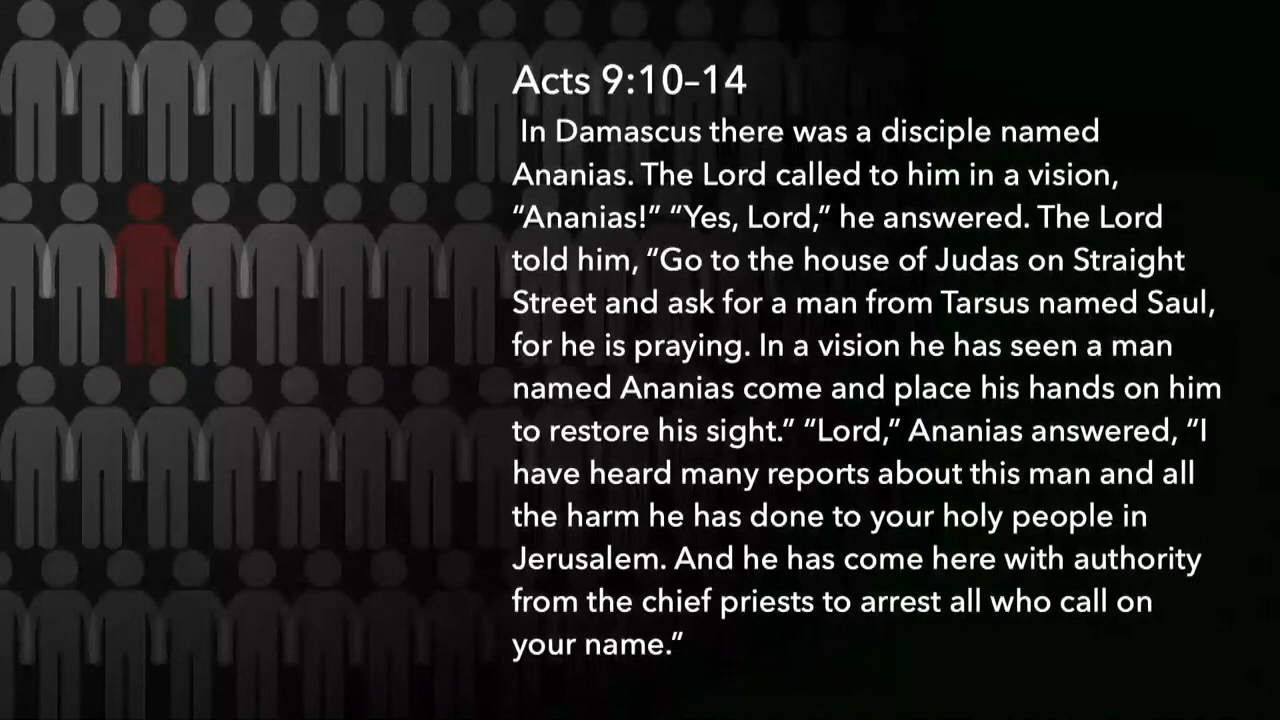 Acts 9:10–14
In Damascus there was a disciple named
Ananias. The Lord called to him in a vision,
“Ananias!” “Yes, Lord,” he answered. The Lord
told him, “Go to the house of Judas on Straight
Street and ask for a man from Tarsus named Saul,
for he is praying. In a vision he has seen a man
named Ananias come and place his hands on him
to restore his sight.” “Lord,” Ananias answered, “I
have heard many reports about this man and all
the harm he has done to your holy people in
Jerusalem. And he has come here with authority
from the chief priests to arrest all who call on
your name.”